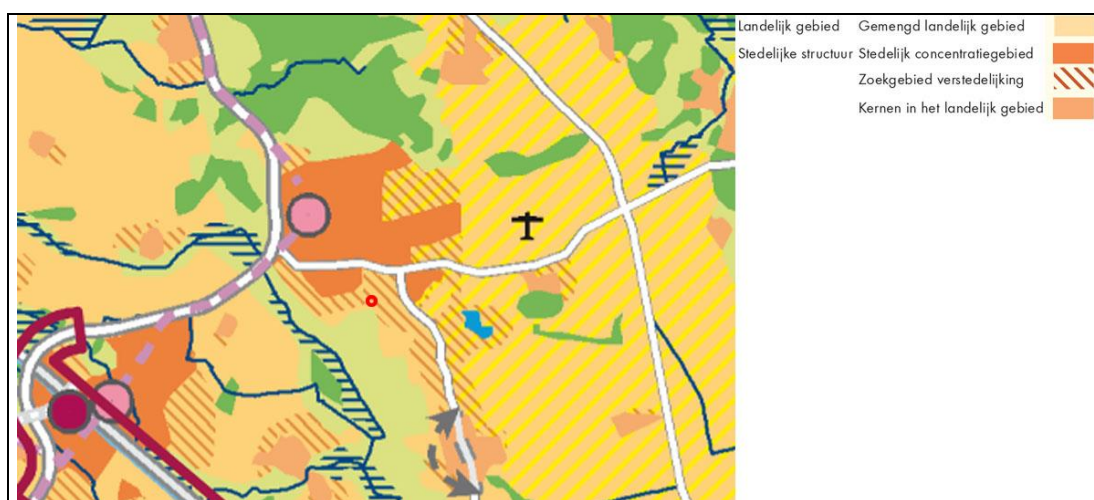 Landelijk gebied Gemengd landelijk gebied
Stedelijke structuur Stedelijk concentratiegebied
Zoekgebied verstedelijking
Kernen in het landelijk gebied